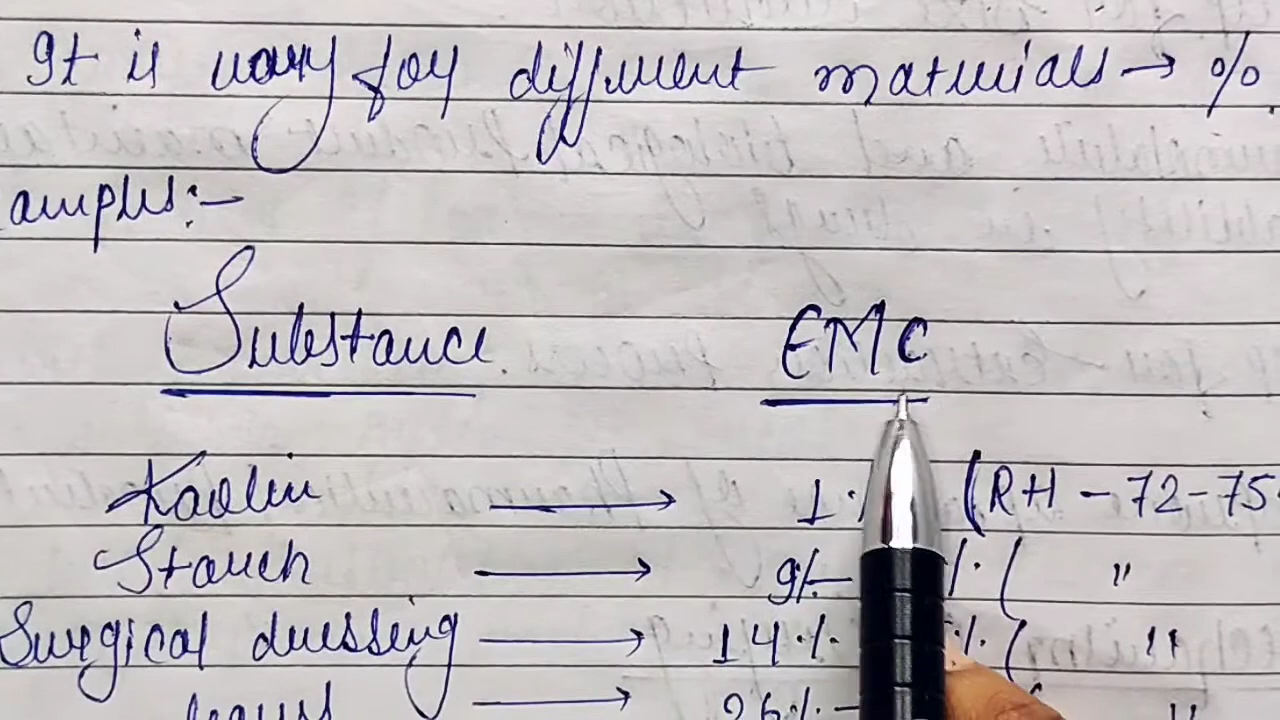 It is vary for different materials → %
amples:-
Substance EMC
Kaolin → 1 (RH - 72-75
Starch → 9%- %( "
Surgical dressing → 14% %( "
→ 26%- "